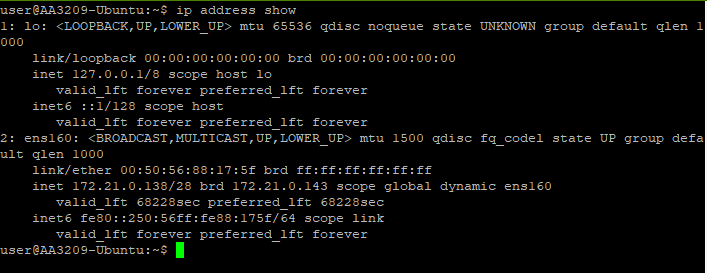 user@AA3209-Ubuntu:~$ ip address show
1: lo: <LOOPBACK,UP,LOWER_UP> mtu 65536 qdisc noqueue state UNKNOWN group default qlen 1
000
    link/loopback 00:00:00:00:00:00 brd 00:00:00:00:00:00
    inet 127.0.0.1/8 scope host lo
       valid_lft forever preferred_lft forever
    inet6 ::1/128 scope host
       valid_lft forever preferred_lft forever
2: ens160: <BROADCAST,MULTICAST,UP,LOWER_UP> mtu 1500 qdisc fq_codel state UP group defa
ult qlen 1000
    link/ether 00:50:56:88:17:5f brd ff:ff:ff:ff:ff:ff
    inet 172.21.0.138/28 brd 172.21.0.143 scope global dynamic ens160
       valid_lft 68228sec preferred_lft 68228sec
    inet6 fe80::250:56ff:fe88:175f/64 scope link
       valid_lft forever preferred_lft forever
user@AA3209-Ubuntu:~$